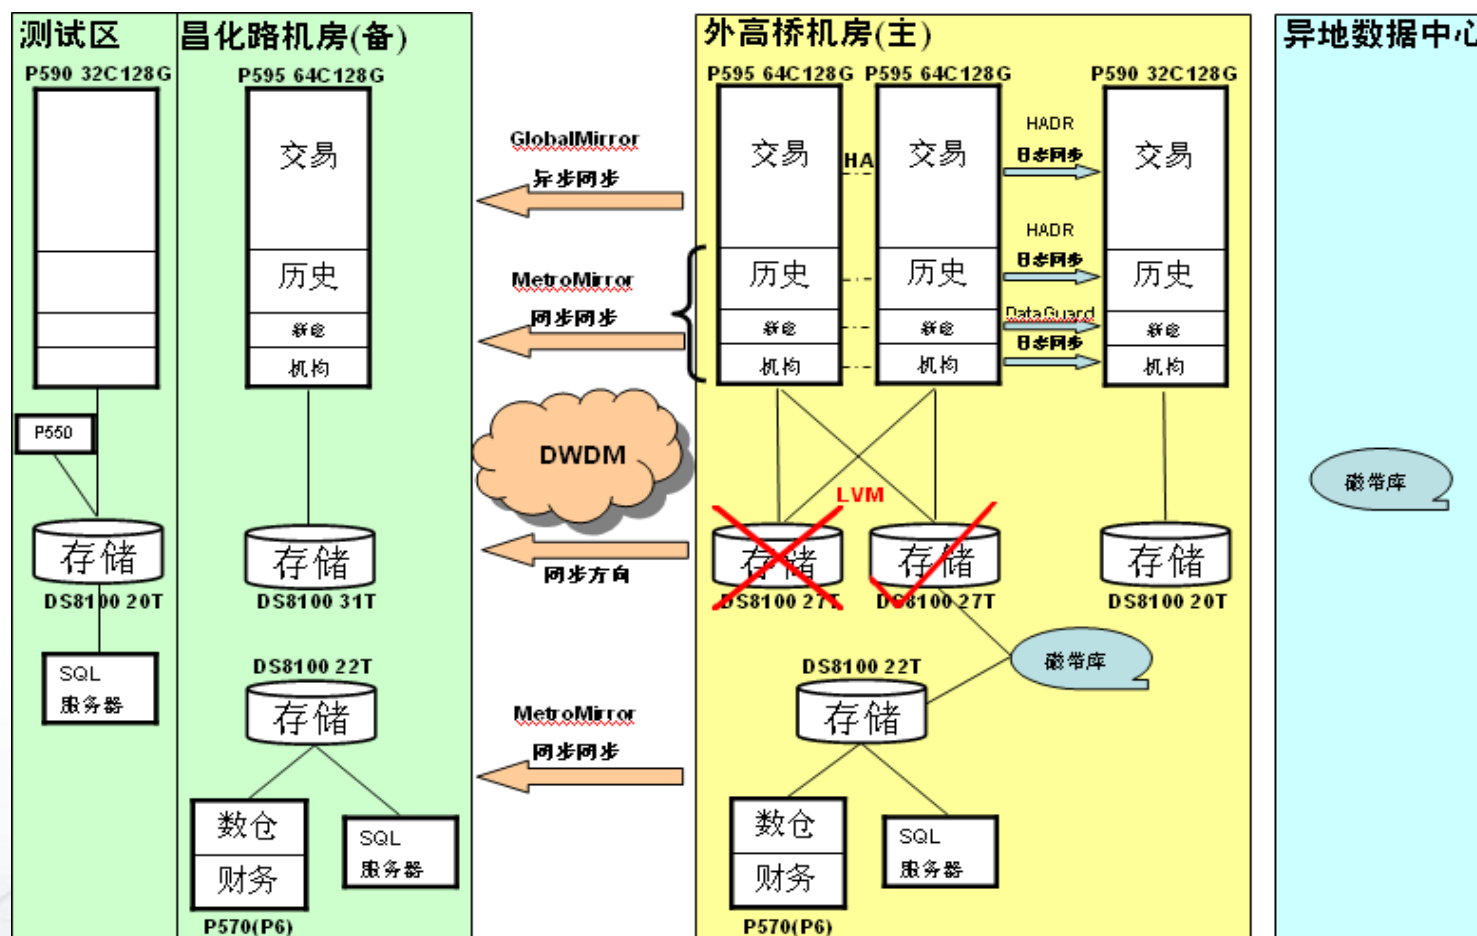 测试区
P590 32C128G
P550
存储
DS8100 20T
SQL
服务器
昌化路机房(备)
P595 64C128G
交易
历史
机构
存储
DS8100 31T
DS8100 22T
存储
数仓
财务
P570(P6)
SQL
服务器
GlobalMirror
异步同步
MetroMirror
同步同步
DWDM
同步方向
MetroMirror
同步同步
外高桥机房(主)
P595 64C128G
P595 64C128G
P590 32C128G
交易
HA
交易
HADR
日志同步
交易
历史
历史
HADR
日志同步
历史
DataGuard
日志同步
机构
机构
机构
LVM
存储
DS8100 27T
存储
DS8100 27T
存储
DS8100 20T
磁带库
DS8100 22T
存储
数仓
财务
P570(P6)
SQL
服务器
异地数据中心
磁带库